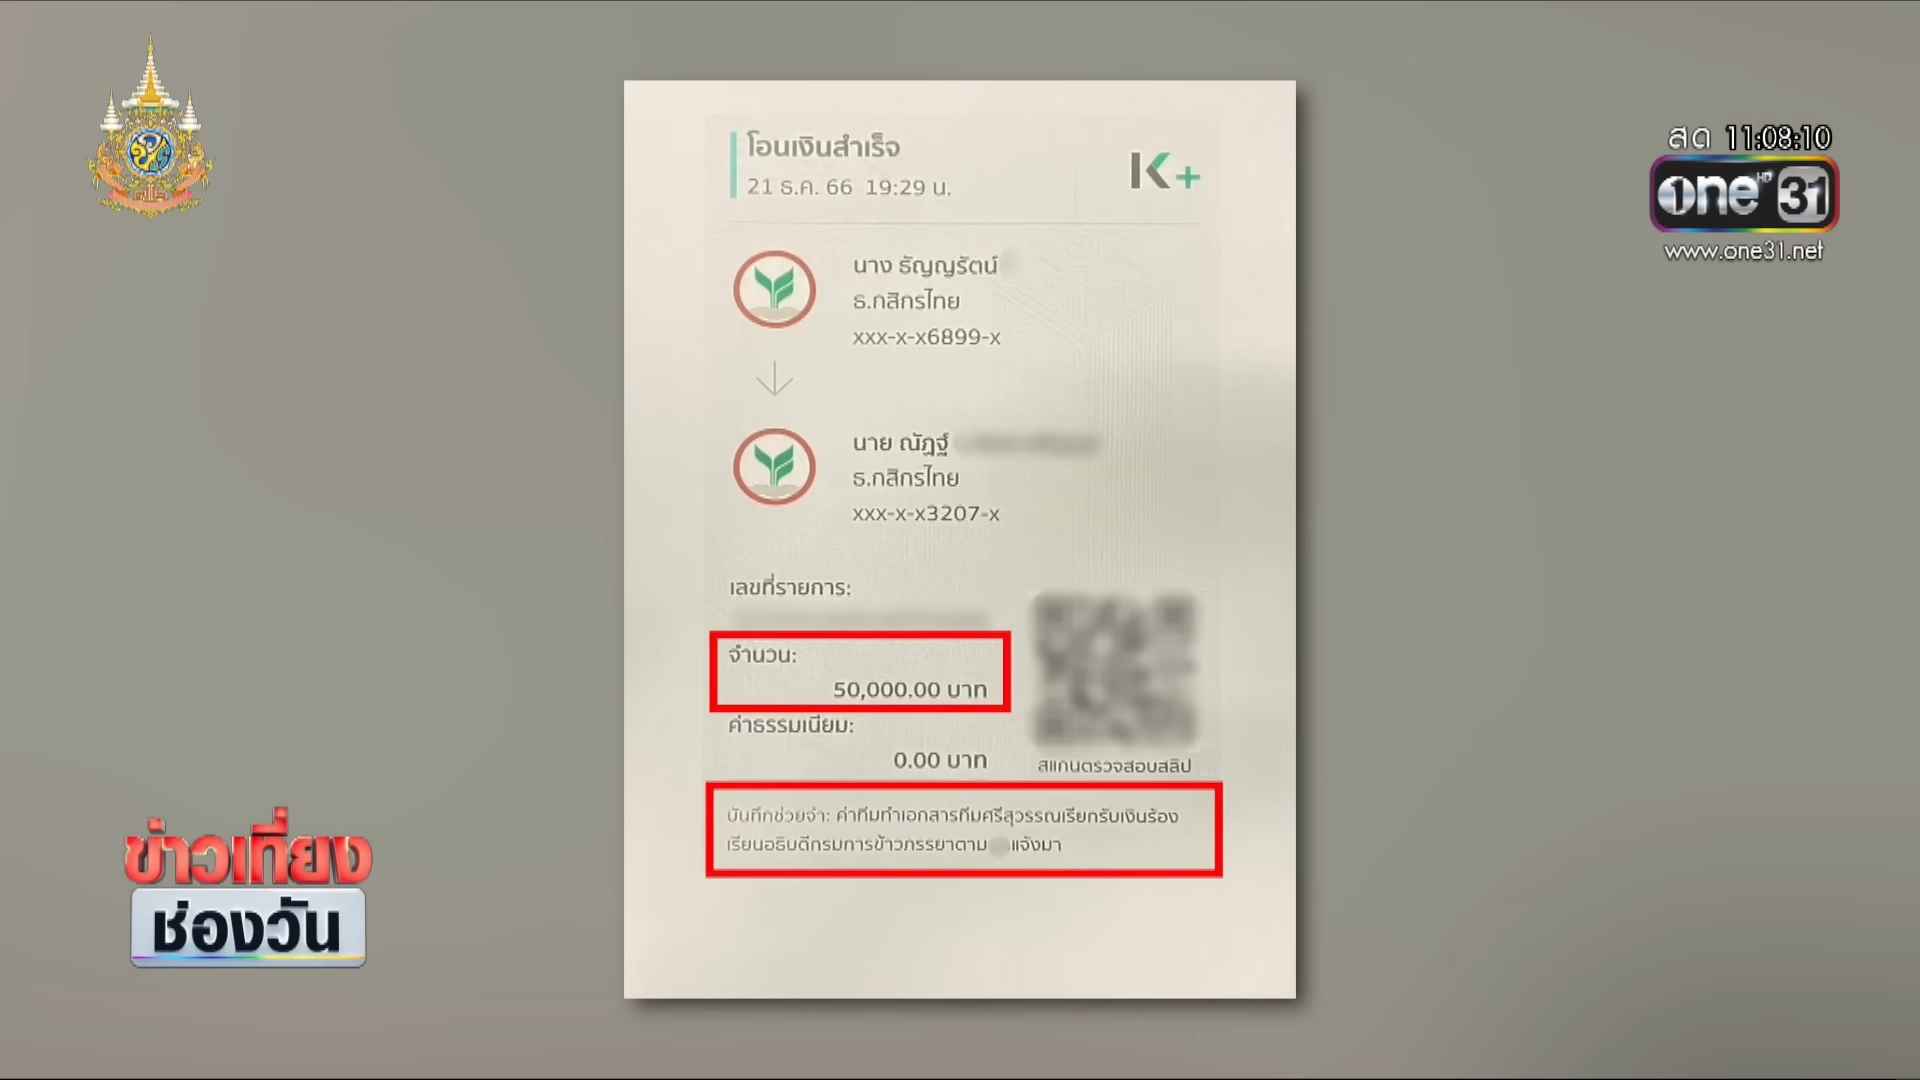 สด 11:08:10
one HD 31
www.one31.net
โอนเงินสำเร็จ
21 ธ.ค. 66 19:29 น.
K+
นาง ธัญญรัตน์
ธ.กสิกรไทย
xxx-x-x6899-x
นาย ณัฏฐ์
ธ.กสิกรไทย
xxx-x-x3207-x
เลขที่รายการ:
จำนวน:
50,000.00 บาท
ค่าธรรมเนียม:
0.00 บาท
สแกนตรวจสอบสลิป
บันทึกช่วยจำ: ค่าทีมทำเอกสารทีมศรีสุวรรณเรียกรับเงินร้อง
เรียนอธิบดีกรมการข้าวภรรยาตาม แจ้งมา
ข่าวเที่ยง
ช่องวัน